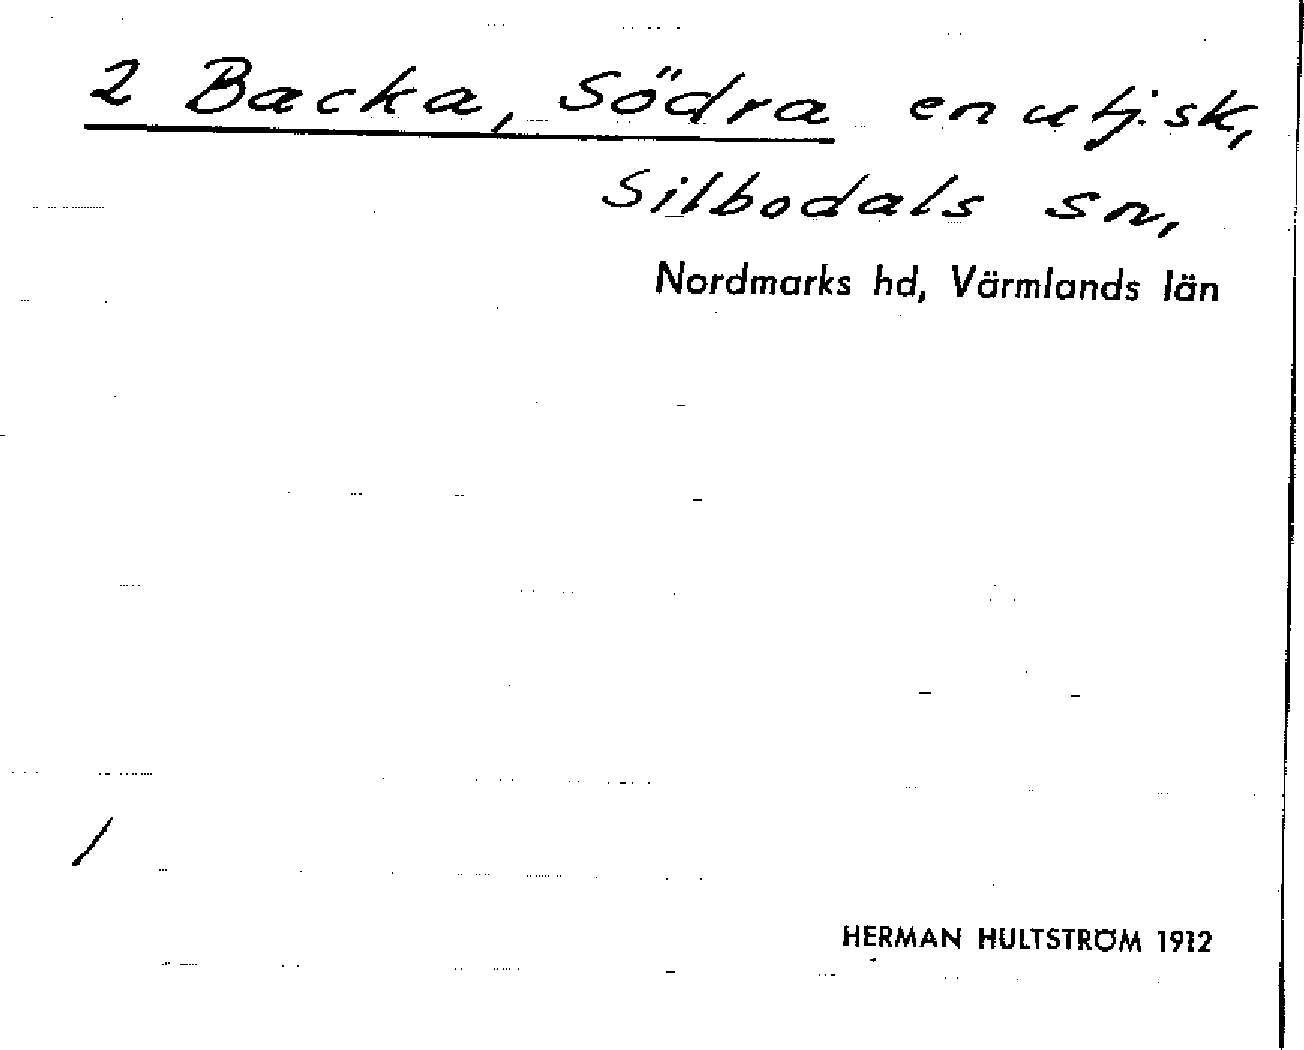 2 Backa, Södra en utj. sk,
Silbodals sn,
Nordmarks hd, Värmlands län
/
HERMAN HULTSTRÖM 1912